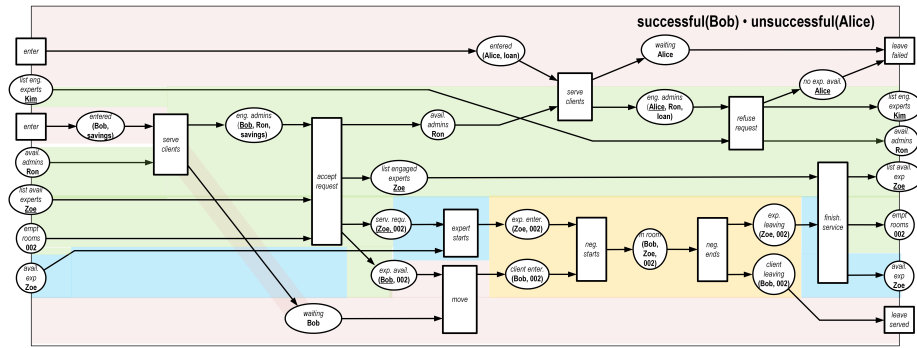 successful(Bob) • unsuccessful(Alice)
enter
entered
(Alice, loan)
waiting
Alice
leave
failed
list eng.
experts
Kim
serve
clients
no exp. avail.
Alice
eng. admins
(Alice, Ron,
loan)
refuse
request
list eng.
experts
Kim
enter
entered
(Bob,
savings)
serve
clients
eng. admins
(Bob, Ron,
savings)
avail.
admins
Ron
avail.
admins
Ron
avail.
admins
Ron
accept
request
list engaged
experts
Zoe
list avail
exp
Zoe
list avail
experts
Zoe
finish.
service
serv. requ.
(Zoe, 002)
expert
starts
exp. enter.
(Zoe, 002)
neg.
starts
in room
(Bob,
Zoe,
002)
neg.
ends
exp.
leaving
(Zoe, 002)
empt
rooms
002
empt
rooms
002
avail.
exp
Zoe
exp. avail.
(Bob, 002)
move
client enter.
(Bob, 002)
client
leaving
(Bob, 002)
avail.
exp
Zoe
waiting
Bob
leave
served